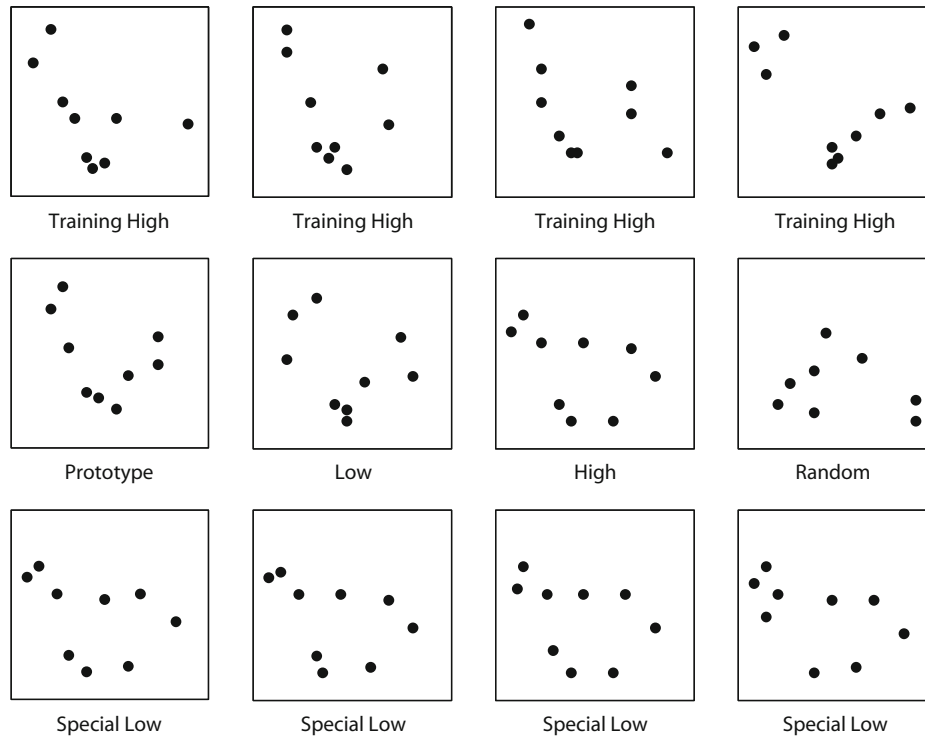 Training High
Training High
Training High
Training High
Prototype
Low
High
Random
Special Low
Special Low
Special Low
Special Low